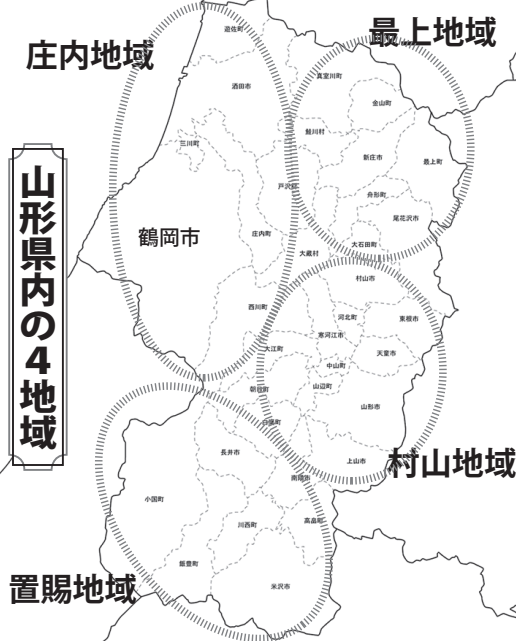 山形県内の4地域
庄内地域
最上地域
遊佐町
真室川町
酒田市
金山町
鮭川村
三川町
新庄市
最上町
戸沢村
舟形町
尾花沢市
鶴岡市
庄内町
大石田町
大蔵村
村山市
西川町
河北町
東根市
寒河江市
大江町
天童市
中山町
朝日町
山辺町
山形市
白鷹町
長井市
上山市
村山地域
南陽市
小国町
川西町
高畠町
飯豊町
置賜地域
米沢市